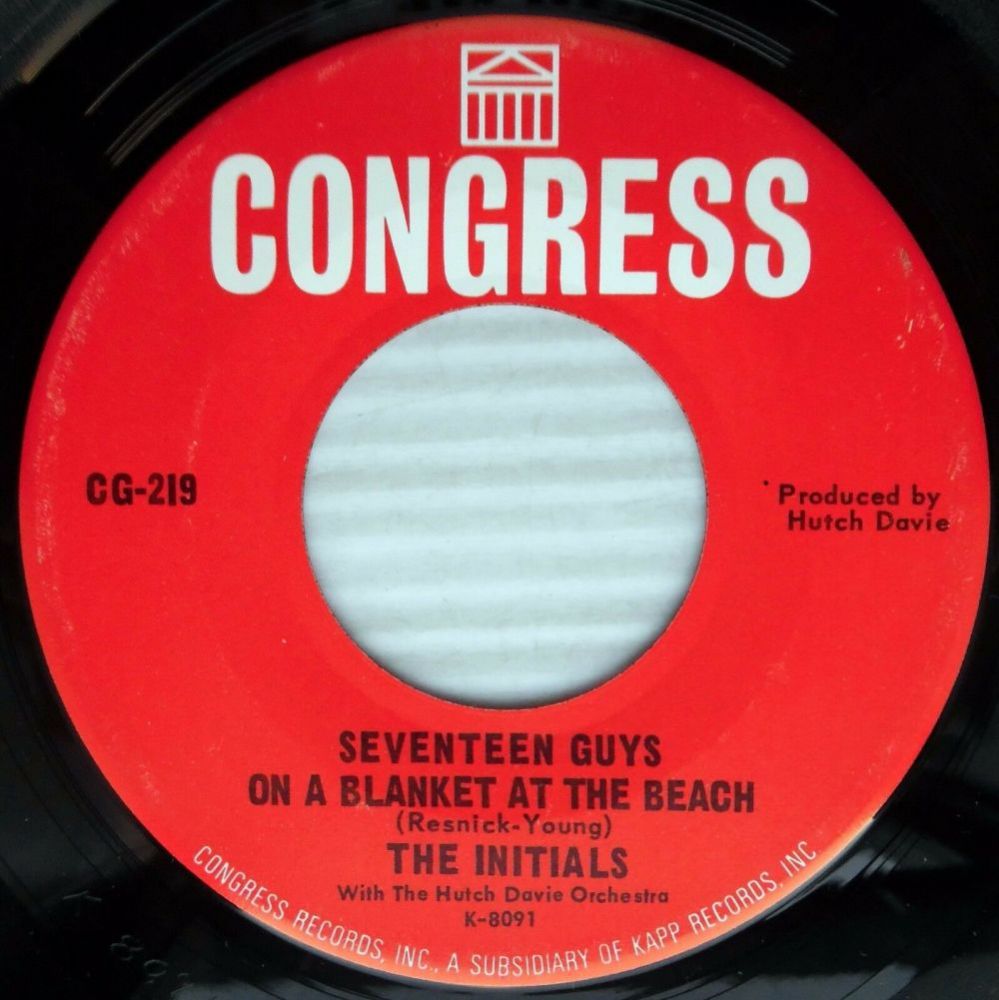 CONGRESS
CG-219
Produced by
Hutch Davie
SEVENTEEN GUYS
ON A BLANKET AT THE BEACH
(Resnick-Young)
THE INITIALS
With The Hutch Davie Orchestra
K-8091
CONGRESS RECORDS, INC., A SUBSIDIARY OF KAPP RECORDS, INC.